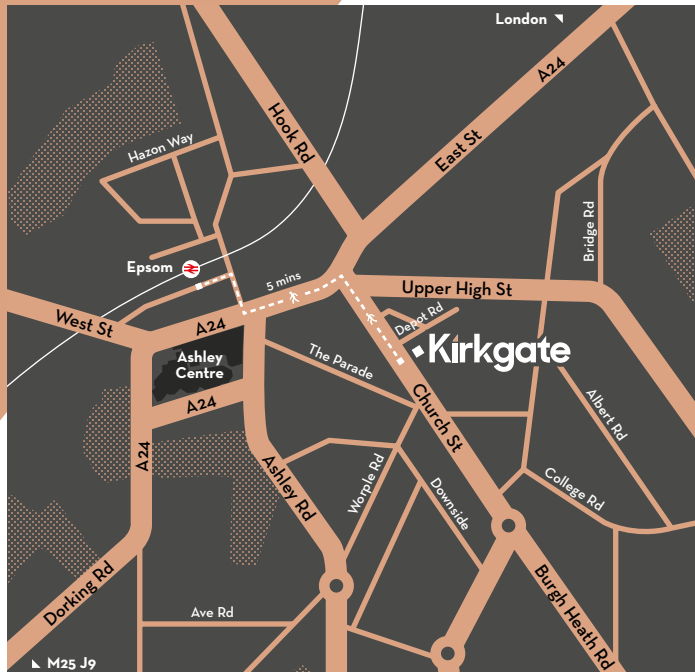 London
A24
Hook Rd
East St
Hazon Way
Bridge Rd
Epsom
5 mins
Upper High St
West St
A24
Depot Rd
Kirkgate
Ashley
Centre
The Parade
A24
Church St
Albert Rd
A24
Ashley Rd
Worple Rd
Downside
College Rd
Dorking Rd
Ave Rd
Burgh Heath Rd
M25 J9